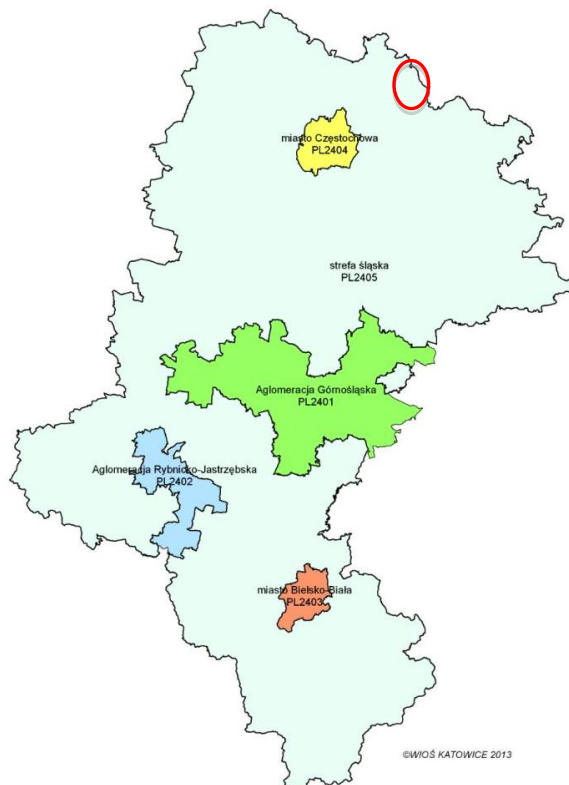 miasto Częstochowa
PL2404
strefa śląska
PL2405
Aglomeracja Górnośląska
PL2401
Aglomeracja Rybnicko-Jastrzębska
PL2402
miasto Bielsko-Biała
PL2403
©WIOŚ KATOWICE 2013